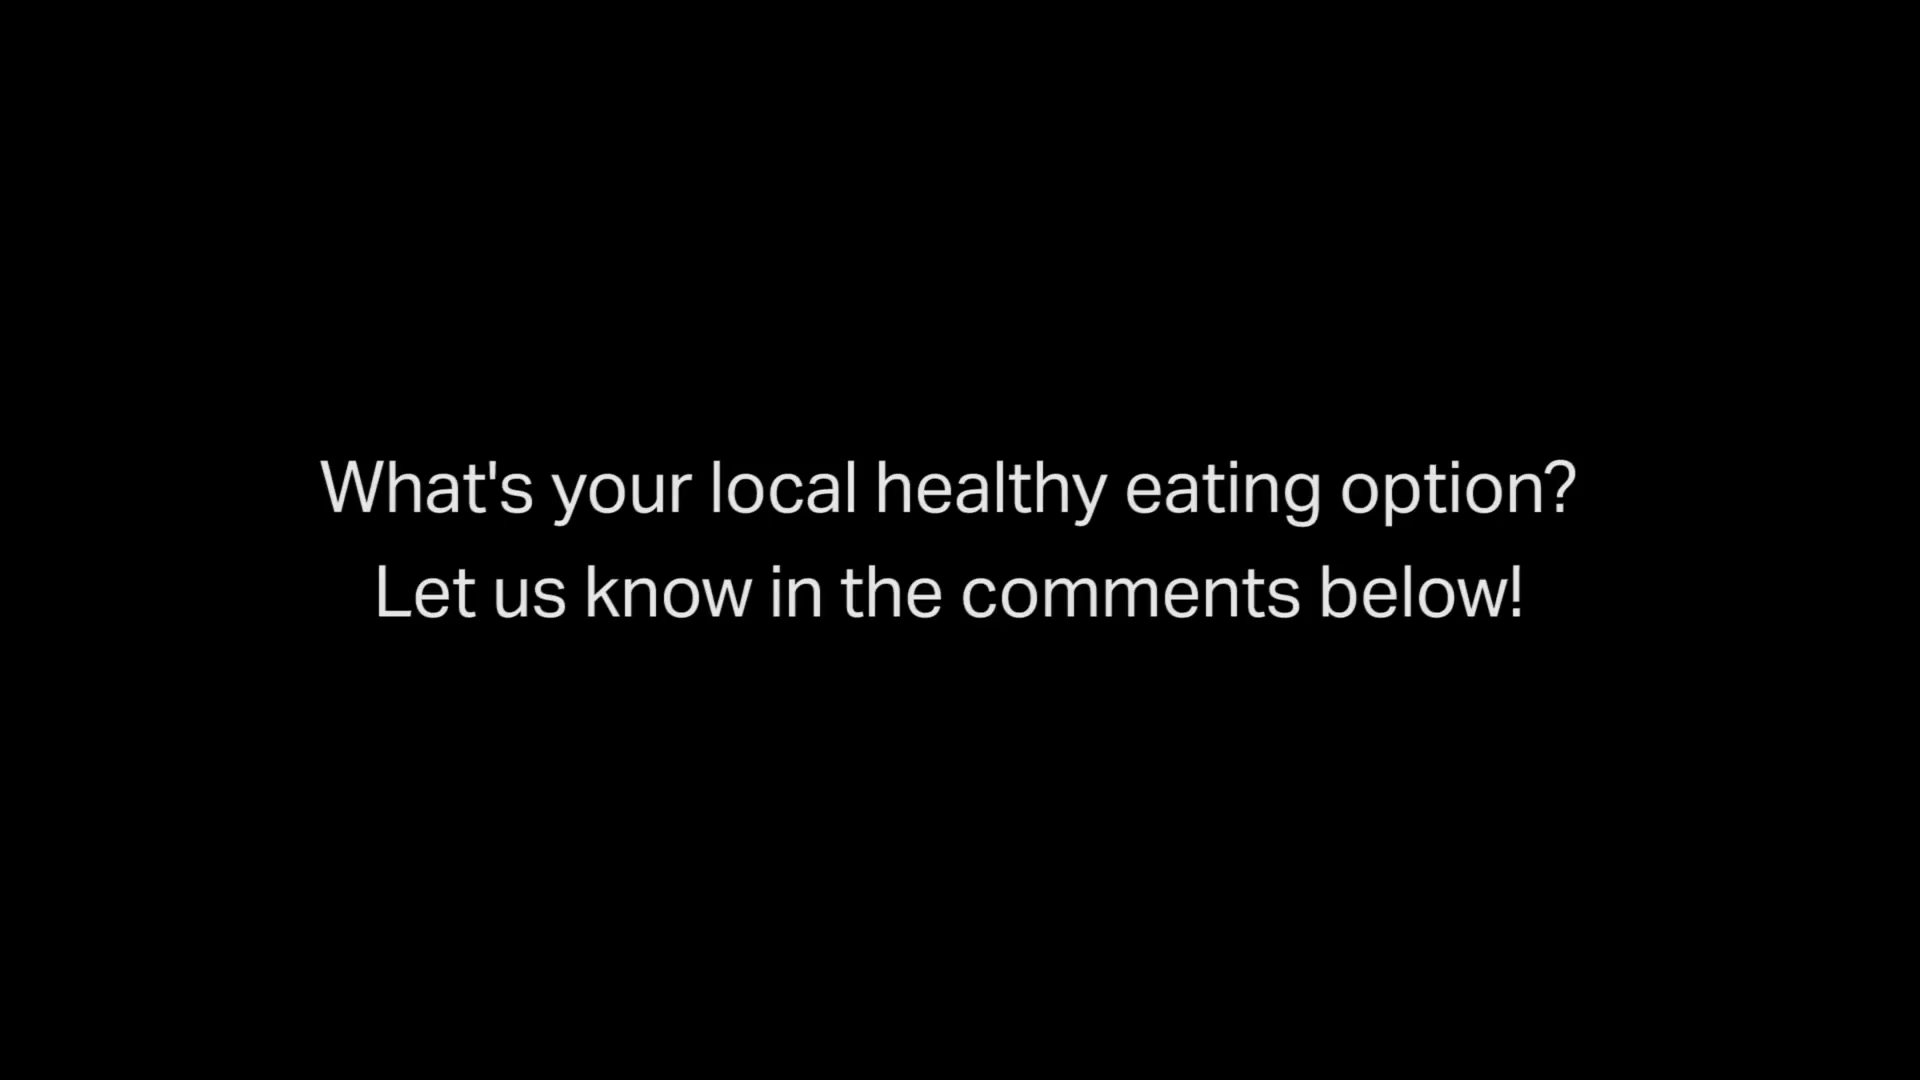 What's your local healthy eating option?
Let us know in the comments below!